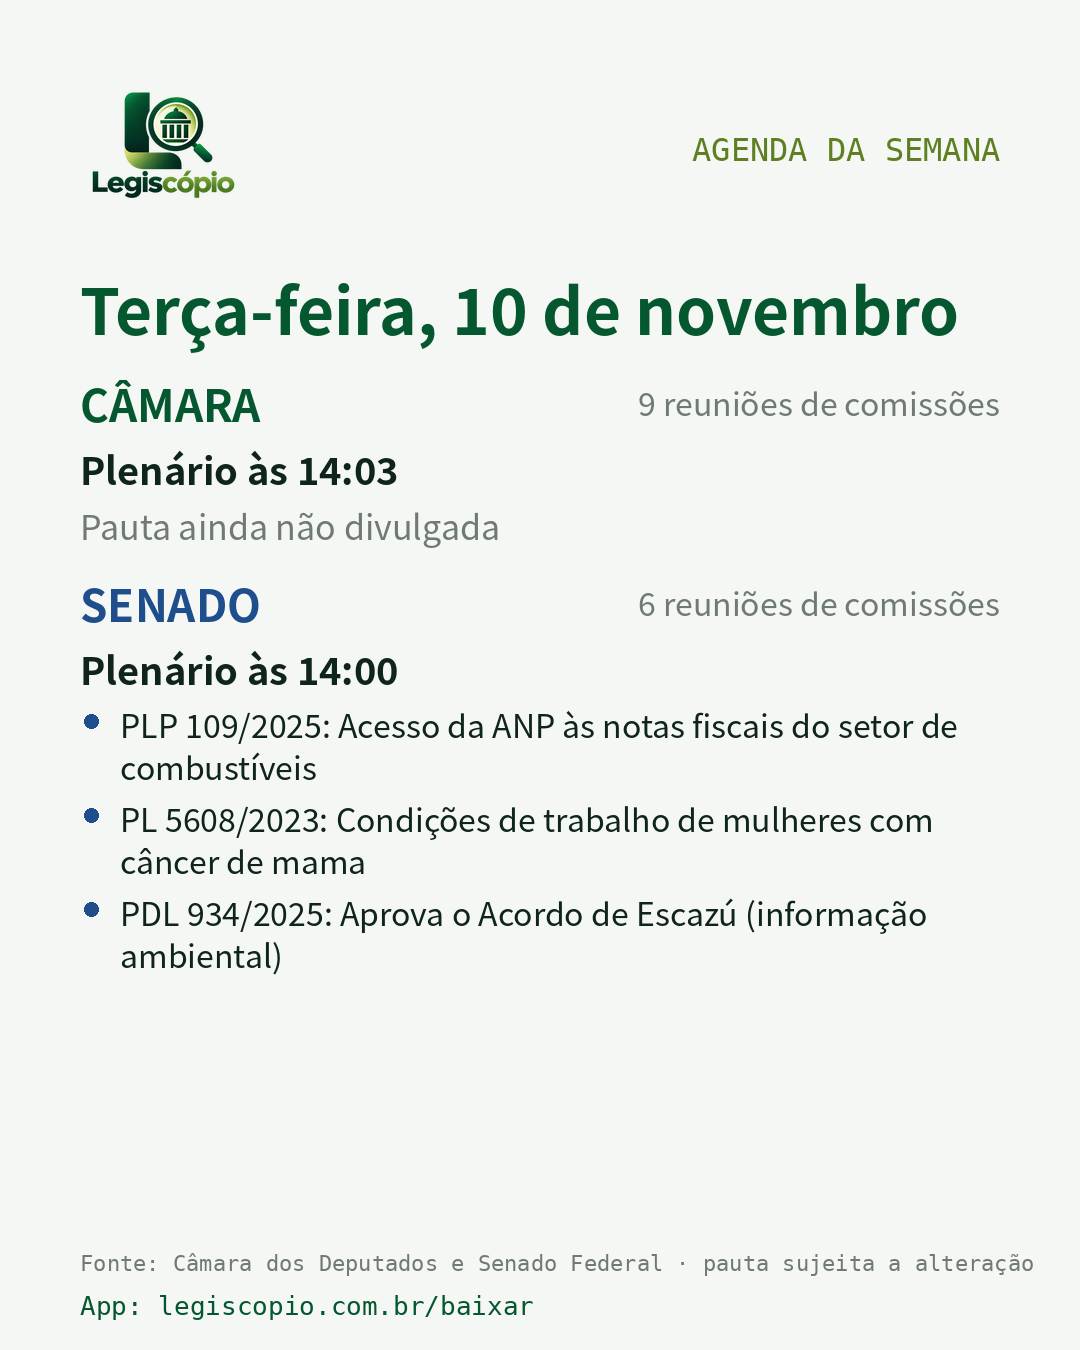 Legiscópio
AGENDA DA SEMANA
Terça-feira, 10 de novembro
CÂMARA
9 reuniões de comissões
Plenário às 14:03
Pauta ainda não divulgada
SENADO
6 reuniões de comissões
Plenário às 14:00
• PLP 109/2025: Acesso da ANP às notas fiscais do setor de
combustíveis
• PL 5608/2023: Condições de trabalho de mulheres com
câncer de mama
• PDL 934/2025: Aprova o Acordo de Escazú (informação
ambiental)
Fonte: Câmara dos Deputados e Senado Federal · pauta sujeita a alteração
App: legiscopio.com.br/baixar